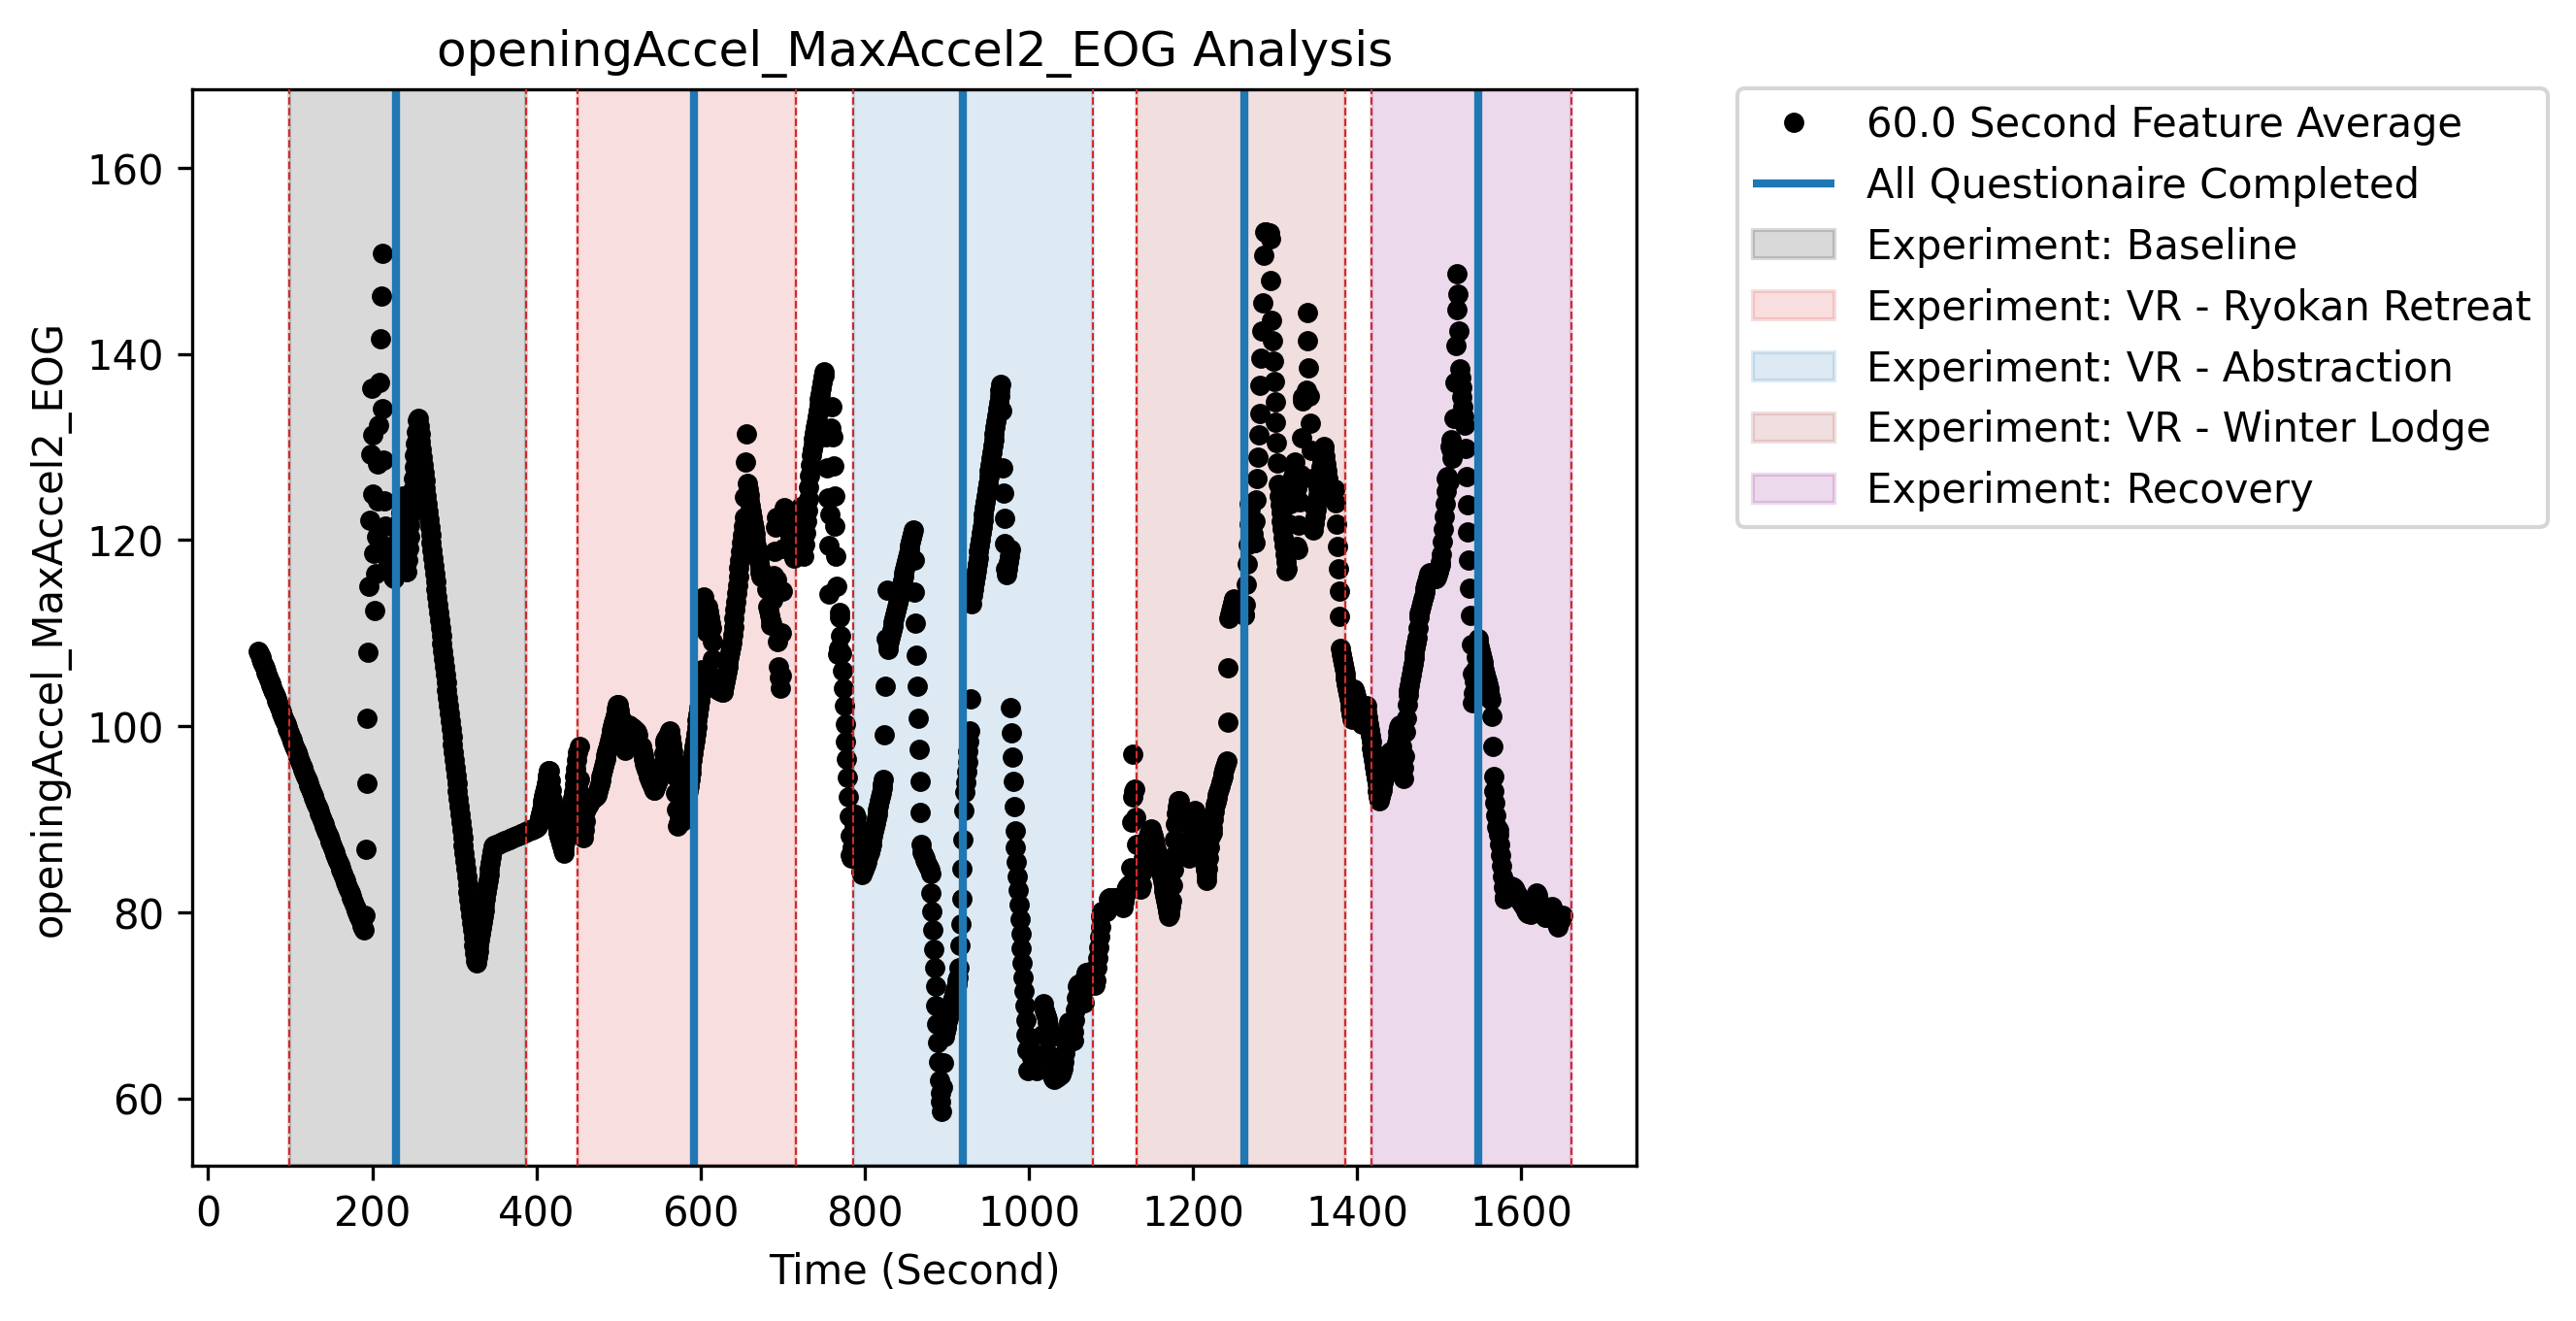 openingAccel_MaxAccel2_EOG Analysis
openingAccel_MaxAccel2_EOG
160
140
120
100
80
60
0 200 400 600 800 1000 1200 1400 1600
Time (Second)
60.0 Second Feature Average
All Questionaire Completed
Experiment: Baseline
Experiment: VR - Ryokan Retreat
Experiment: VR - Abstraction
Experiment: VR - Winter Lodge
Experiment: Recovery